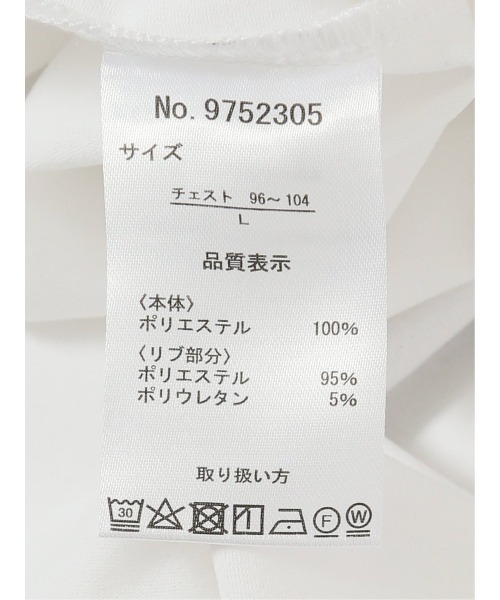 No. 9752305
サイズ
チェスト 96～104
L
品質表示
〈本体〉
ポリエステル 100%
〈リブ部分〉
ポリエステル 95%
ポリウレタン 5%
取り扱い方
30 F W